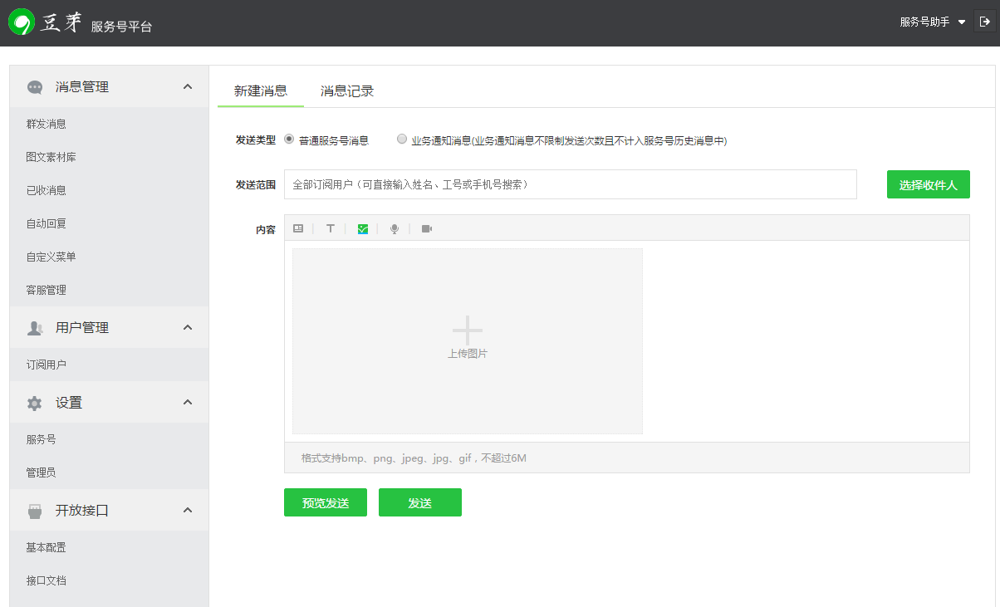 豆芽 服务号平台
服务号助手
消息管理
群发消息
图文素材库
已收消息
自动回复
自定义菜单
客服管理
用户管理
订阅用户
设置
服务号
管理员
开放接口
基本配置
接口文档
新建消息 消息记录
发送类型 普通服务号消息 业务通知消息(业务通知消息不限制发送次数且不计入服务号历史消息中)
发送范围 全部订阅用户（可直接输入姓名、工号或手机号搜索） 选择收件人
内容
上传图片
格式支持bmp、png、jpeg、jpg、gif，不超过6M
预览发送 发送